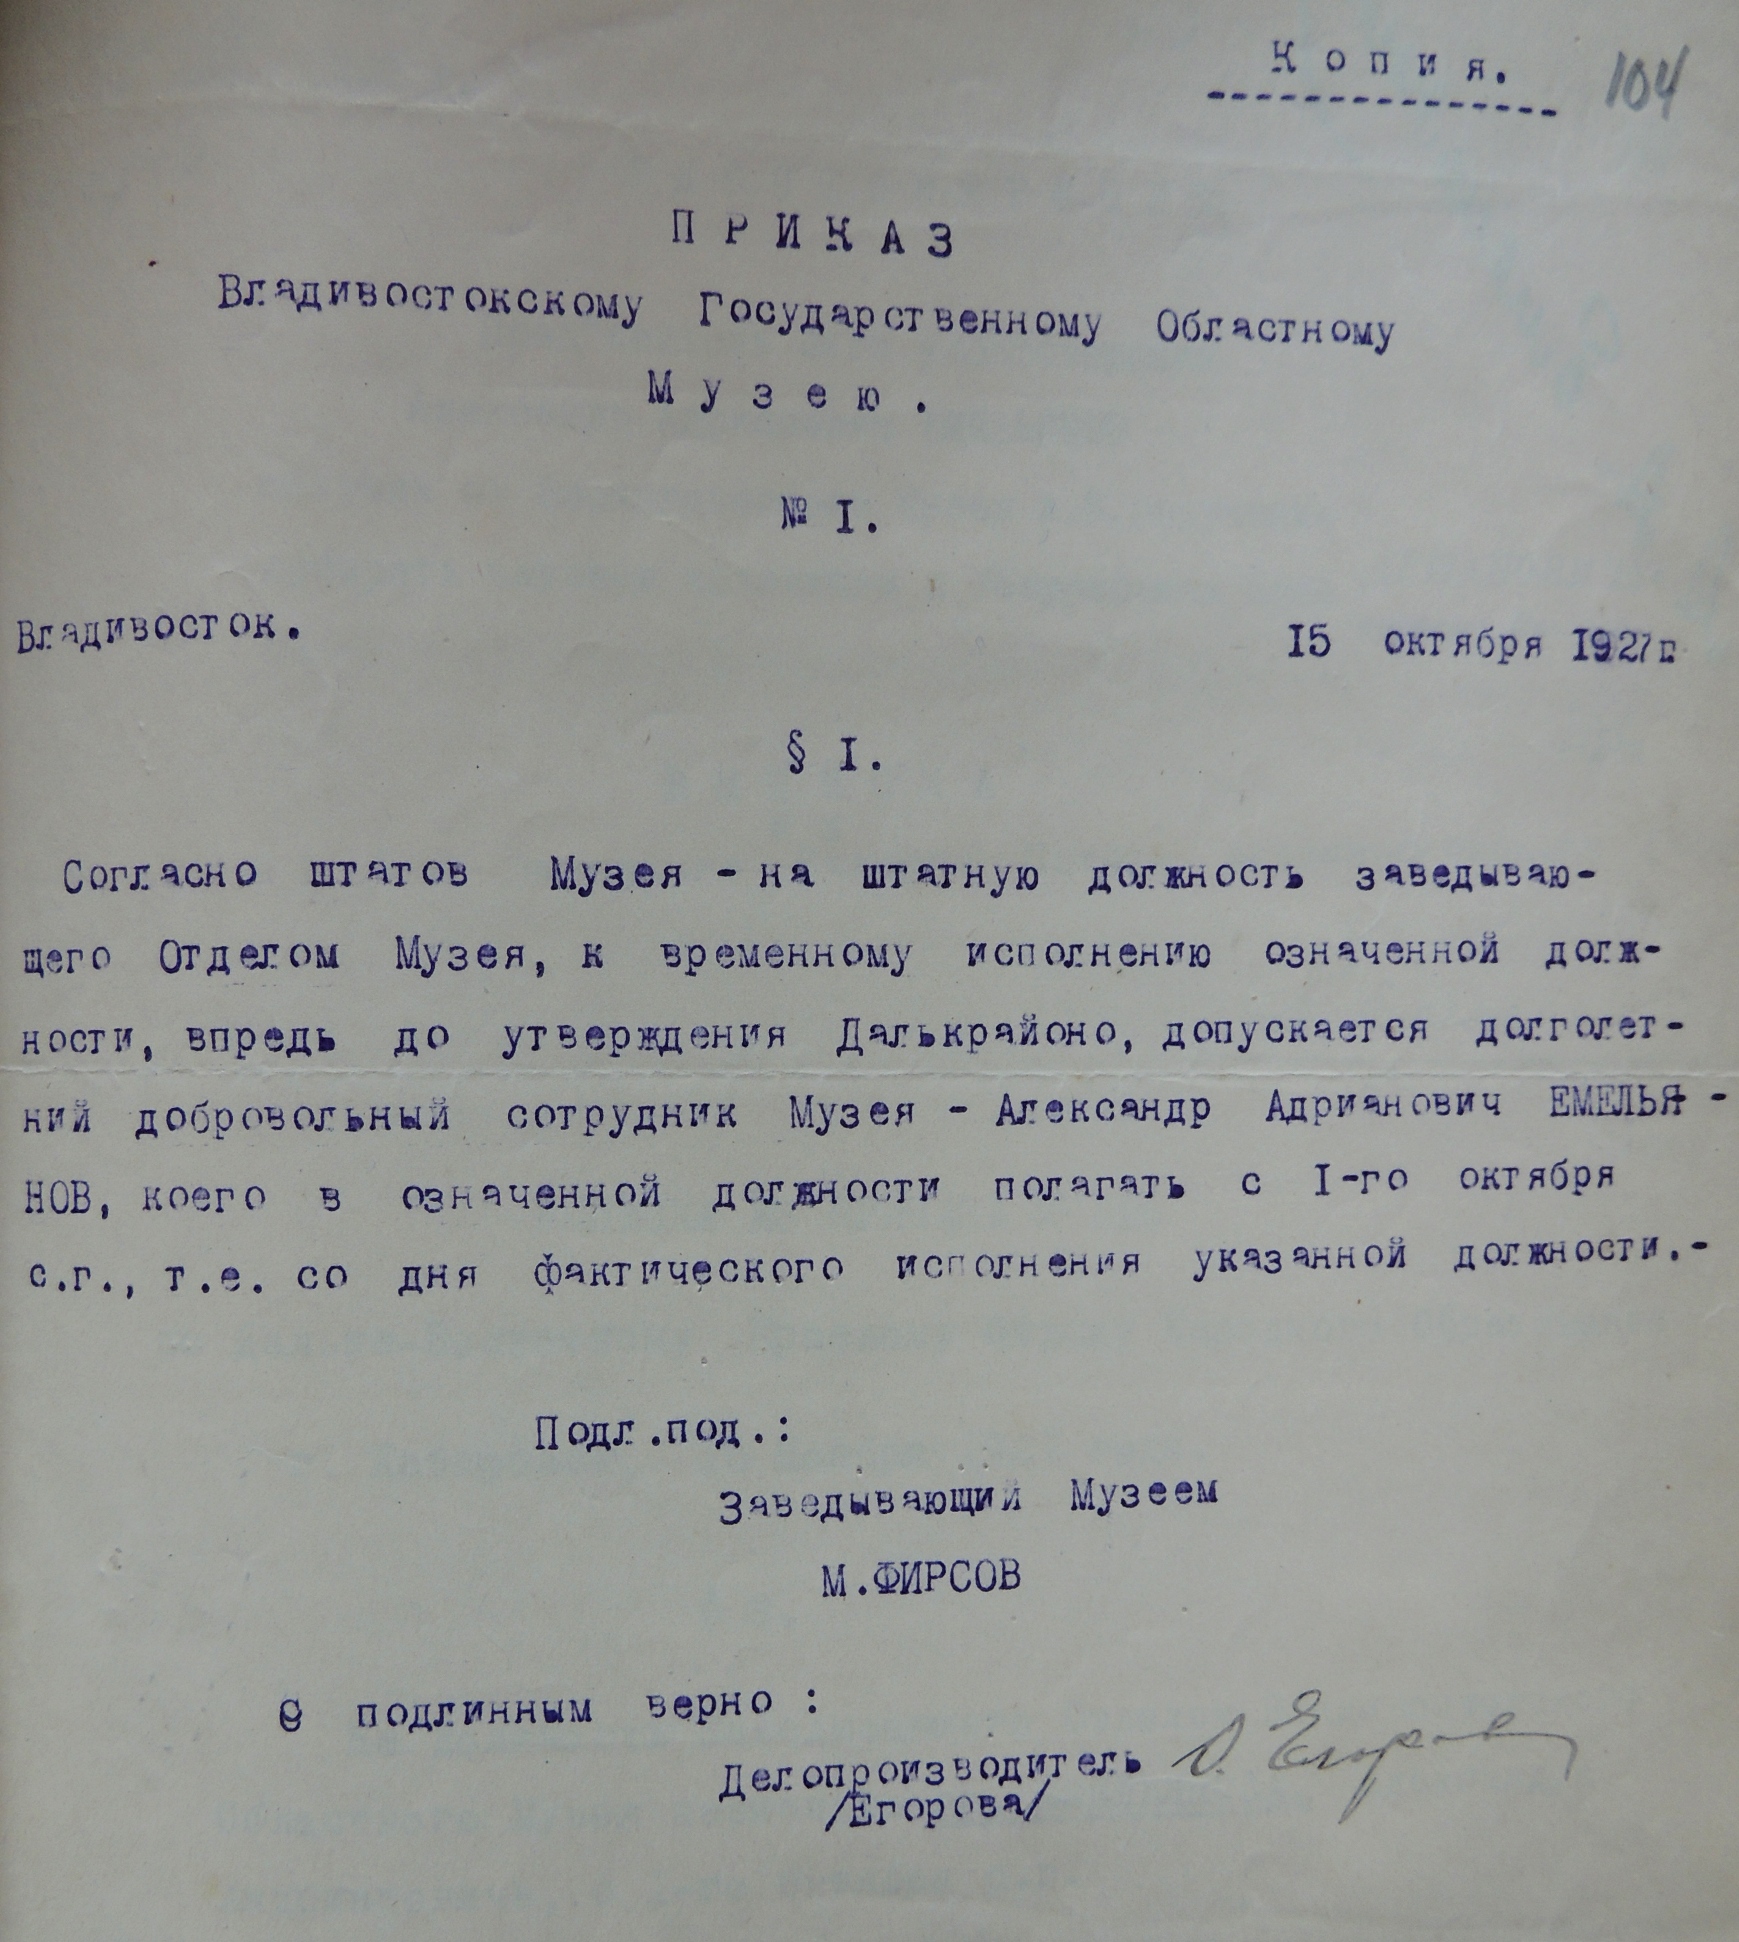 Копия. 104
ПРИКАЗ
Владивостокскому Государственному Областному
Музею.
№ I.
Владивосток. I5 октября I927г
§ I.
Согласно штатов Музея - на штатную должность заведываю-
щего Отделом Музея, к временному исполнению означенной долж-
ности, впредь до утверждения Далькрайоно, допускается долголет-
ний добровольный сотрудник Музея - Александр Адрианович ЕМЕЛЬЯ-
НОВ, коего в означенной должности полагать с I-го октября
с.г., т.е. со дня фактического исполнения указанной должности.-
Подл.под.:
Заведывающий Музеем
М.ФИРСОВ
С подлинным верно :
Делопроизводитель
/Егорова/